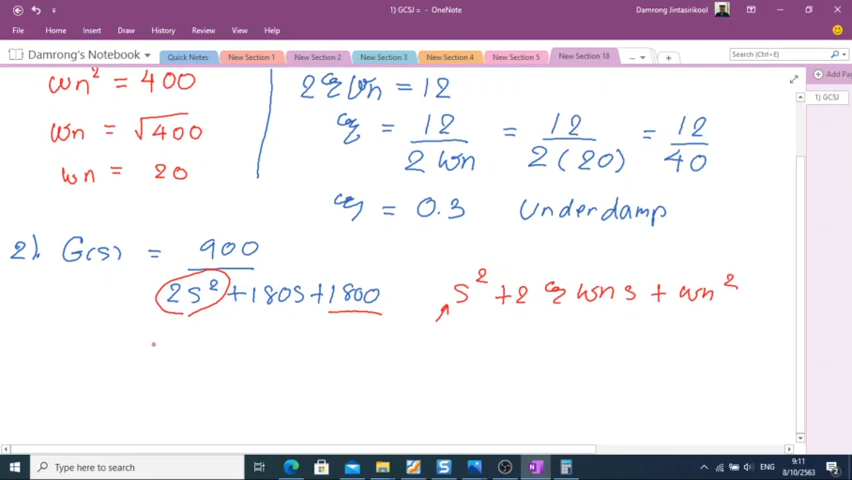 1) GCSJ = - OneNote
Damrong Jintasirikool
File Home Insert Draw History Review View Help
Damrong's Notebook Quick Notes New Section 1 New Section 2 New Section 3 New Section 4 New Section 5 New Section 18 Search (Ctrl+E)
Add Pa
1) GCSJ
ωn² = 400
2ζωn = 12
ωn = √400
ζ = 12/2ωn = 12/2(20) = 12/40
ωn = 20
ζ = 0.3 Underdamp
2). G(s) = 900/2s²+180s+1800
s² + 2ζωns + ωn²
Type here to search
ENG
9:11
8/10/2563